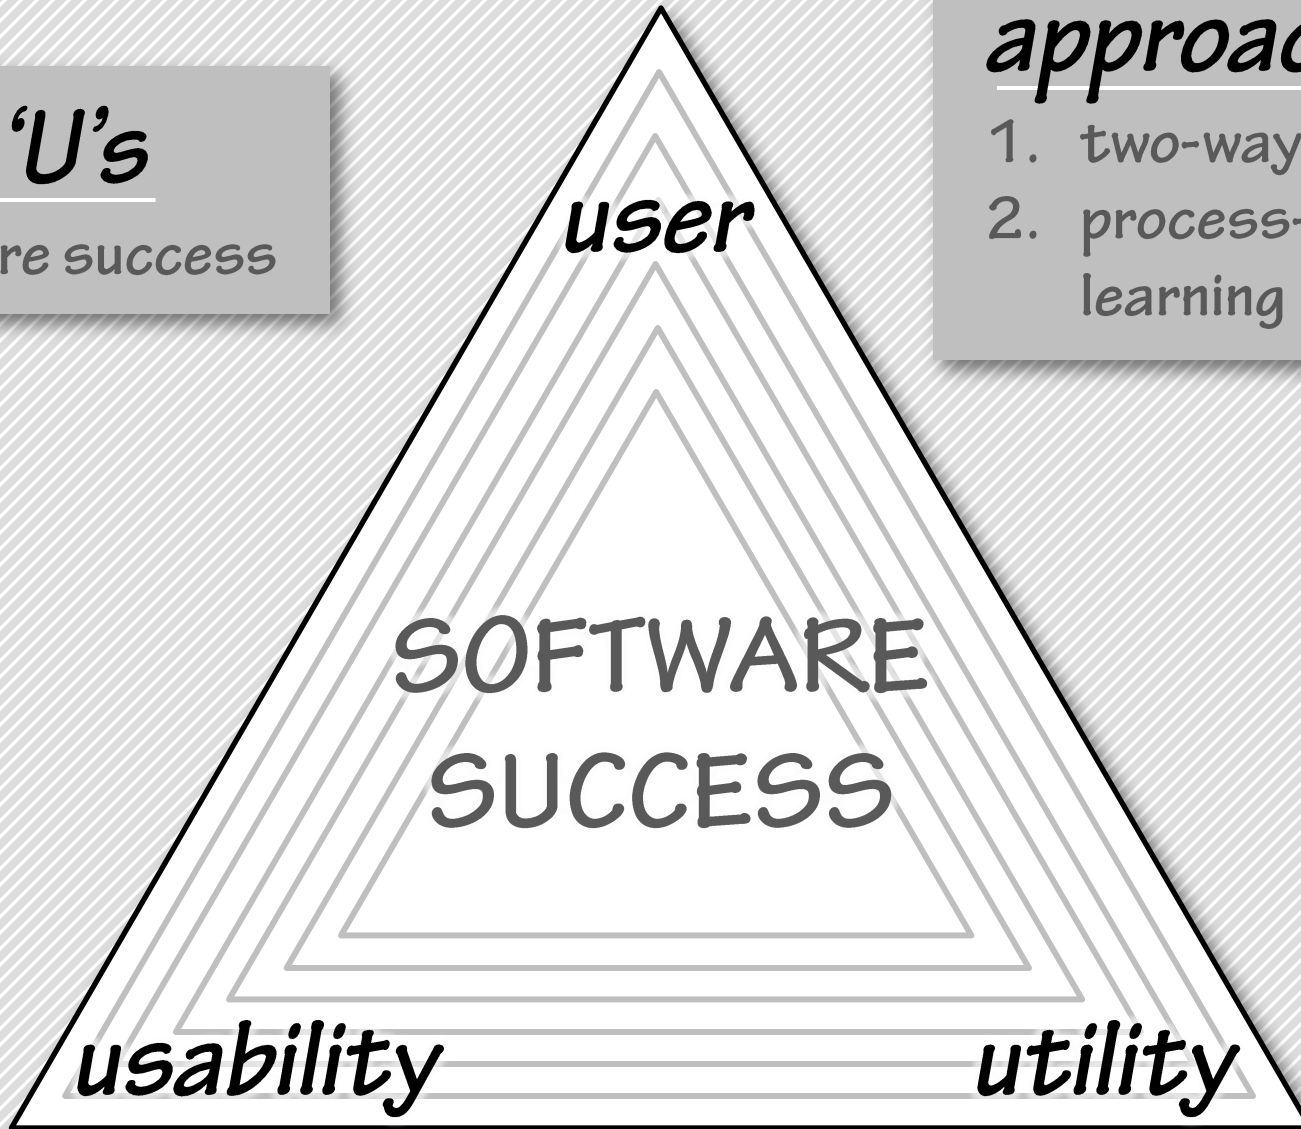 ‘U’s
re success
approac
1. two-way
2. process-
learning
user
SOFTWARE
SUCCESS
usability
utility